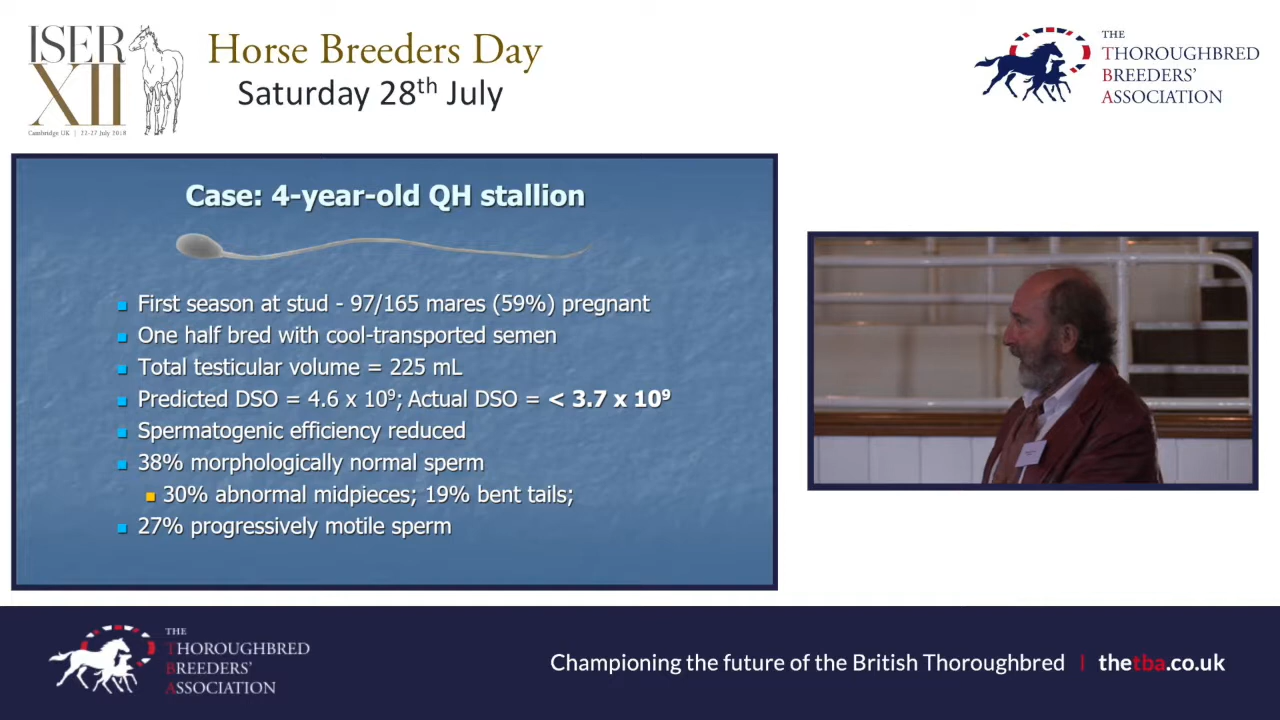 ISER
XII
Cambridge UK | 22-27 July 2018
Horse Breeders Day
Saturday 28th July
THE
THOROUGHBRED
BREEDERS'
ASSOCIATION
Case: 4-year-old QH stallion
First season at stud - 97/165 mares (59%) pregnant
One half bred with cool-transported semen
Total testicular volume = 225 mL
Predicted DSO = 4.6 x 10⁹; Actual DSO = < 3.7 x 10⁹
Spermatogenic efficiency reduced
38% morphologically normal sperm
30% abnormal midpieces; 19% bent tails;
27% progressively motile sperm
THE
THOROUGHBRED
BREEDERS'
ASSOCIATION
Championing the future of the British Thoroughbred | thetba.co.uk